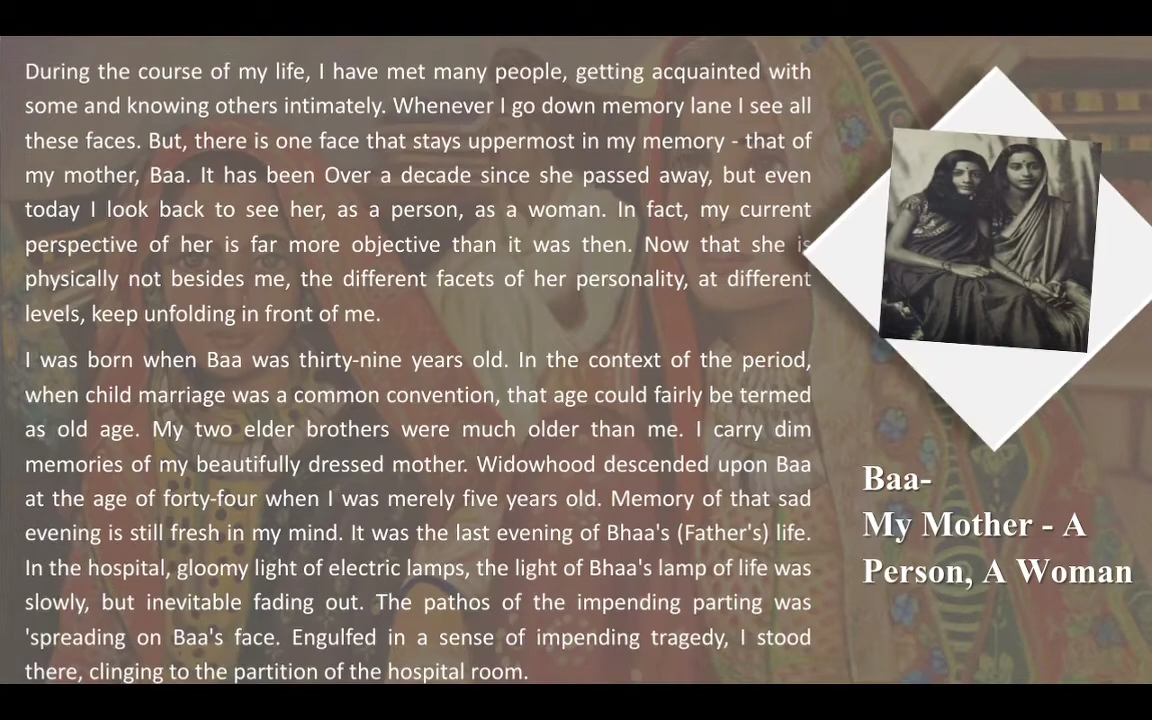 During the course of my life, I have met many people, getting acquainted with
some and knowing others intimately. Whenever I go down memory lane I see all
these faces. But, there is one face that stays uppermost in my memory - that of
my mother, Baa. It has been Over a decade since she passed away, but even
today I look back to see her, as a person, as a woman. In fact, my current
perspective of her is far more objective than it was then. Now that she is
physically not besides me, the different facets of her personality, at different
levels, keep unfolding in front of me.
I was born when Baa was thirty-nine years old. In the context of the period,
when child marriage was a common convention, that age could fairly be termed
as old age. My two elder brothers were much older than me. I carry dim
memories of my beautifully dressed mother. Widowhood descended upon Baa
at the age of forty-four when I was merely five years old. Memory of that sad
evening is still fresh in my mind. It was the last evening of Bhaa's (Father's) life.
In the hospital, gloomy light of electric lamps, the light of Bhaa's lamp of life was
slowly, but inevitable fading out. The pathos of the impending parting was
'spreading on Baa's face. Engulfed in a sense of impending tragedy, I stood
there, clinging to the partition of the hospital room.
Baa-
My Mother - A
Person, A Woman